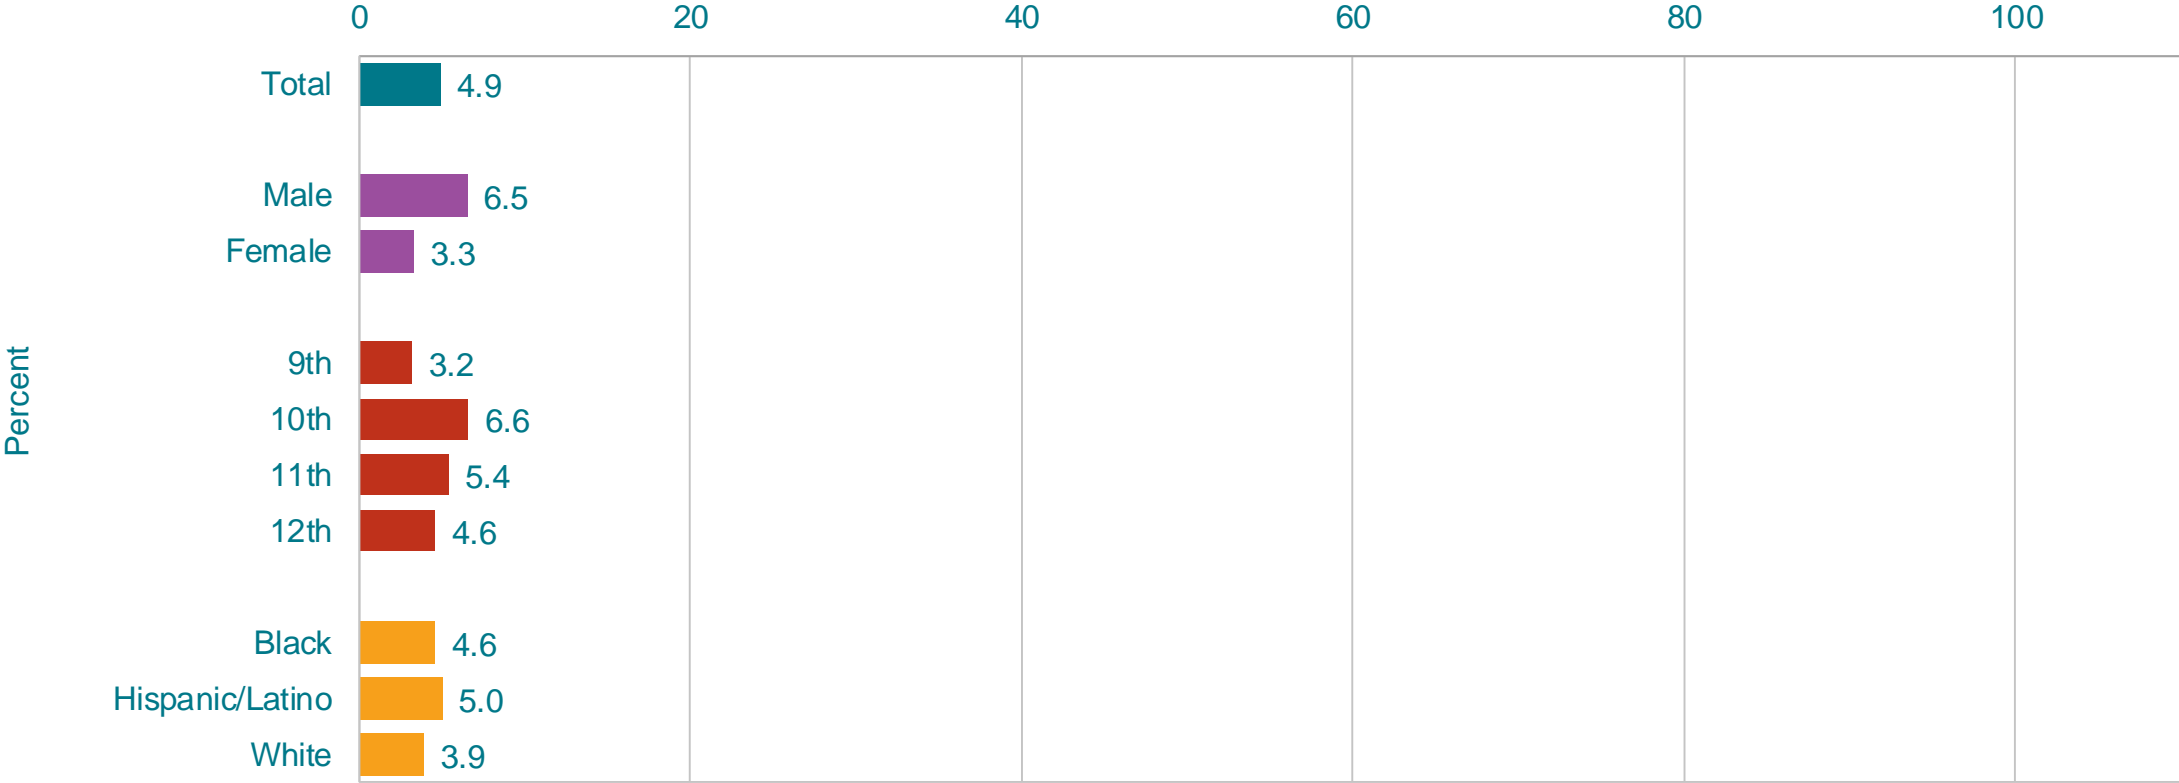 0 20 40 60 80 100
Total 4.9
Male 6.5
Female 3.3
Percent
9th 3.2
10th 6.6
11th 5.4
12th 4.6
Black 4.6
Hispanic/Latino 5.0
White 3.9